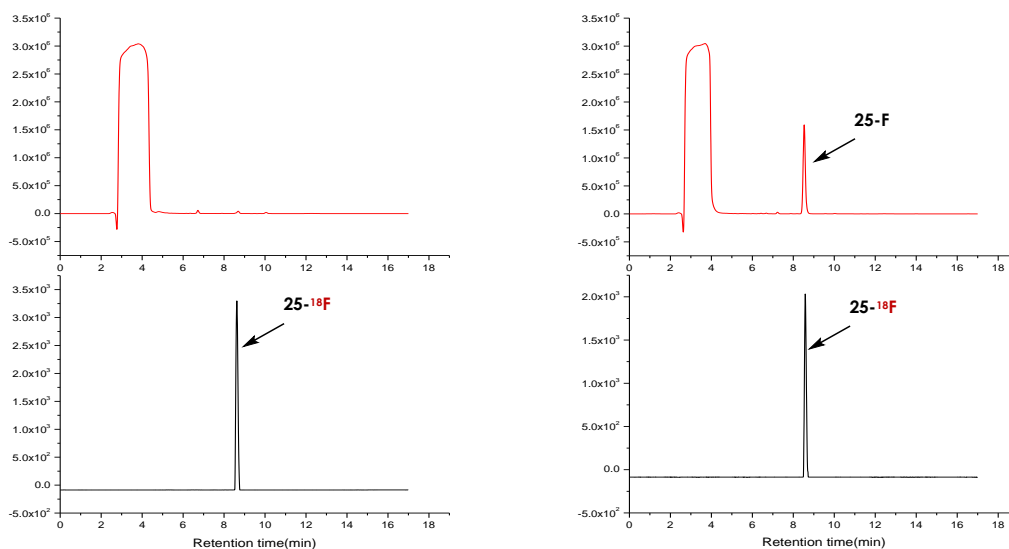 3.5x10⁶
3.0x10⁶
2.5x10⁶
2.0x10⁶
1.5x10⁶
1.0x10⁶
5.0x10⁵
0.0
-5.0x10⁵
0 2 4 6 8 10 12 14 16 18
3.5x10⁶
3.0x10⁶
2.5x10⁶
2.0x10⁶
1.5x10⁶
1.0x10⁶
5.0x10⁵
0.0
-5.0x10⁵
25-F
0 2 4 6 8 10 12 14 16 18
3.5x10³
3.0x10³
2.5x10³
2.0x10³
1.5x10³
1.0x10³
5.0x10²
0.0
-5.0x10²
25-¹⁸F
0 2 4 6 8 10 12 14 16 18
Retention time(min)
2.0x10³
1.5x10³
1.0x10³
5.0x10²
0.0
-5.0x10²
25-¹⁸F
0 2 4 6 8 10 12 14 16 18
Retention time(min)